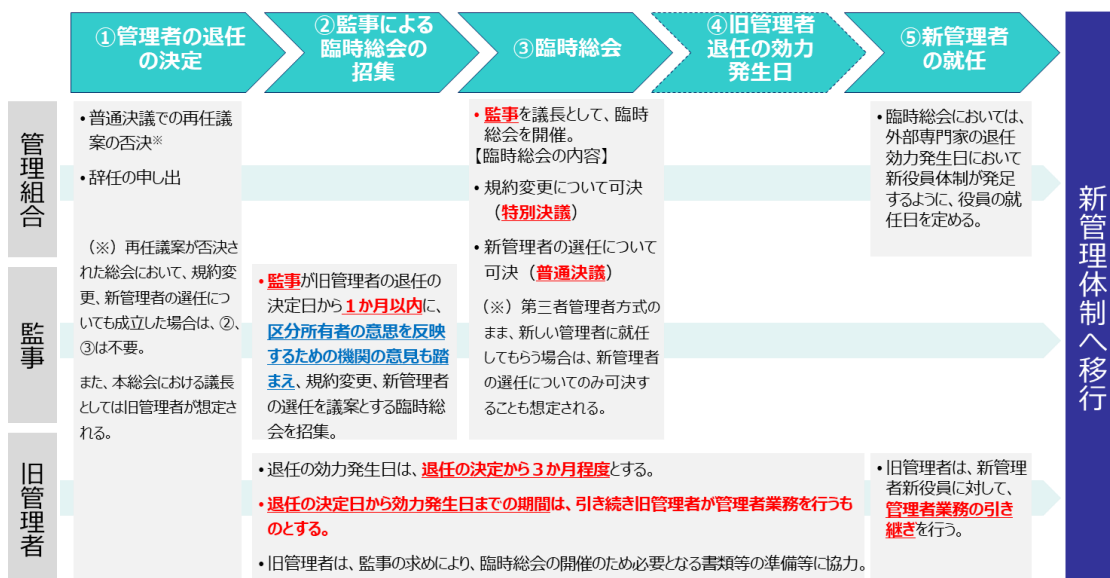 ①管理者の退任
の決定
②監事による
臨時総会の
招集
③臨時総会
④旧管理者
退任の効力
発生日
⑤新管理者
の就任
新管理体制へ移行
管理組合
・普通決議での再任議
案の否決※
・辞任の申し出
（※）再任議案が否決さ
れた総会において、規約変
更、新管理者の選任につ
いても成立した場合は、②、
③は不要。
また、本総会における議長
としては旧管理者が想定さ
れる。
・監事を議長として、臨時
総会を開催。
【臨時総会の内容】
・規約変更について可決
（特別決議）
・新管理者の選任について
可決（普通決議）
（※）第三者管理者方式の
まま、新しい管理者に就任
してもらう場合は、新管理者
の選任についてのみ可決す
ることも想定される。
・臨時総会においては、
外部専門家の退任
効力発生日において
新役員体制が発足
するように、役員の就
任日を定める。
監事
・監事が旧管理者の退任の
決定日から１か月以内に、
区分所有者の意思を反映
するための機関の意見も踏
まえ、規約変更、新管理者
の選任を議案とする臨時総
会を招集。
旧管理者
・退任の効力発生日は、退任の決定から３か月程度とする。
・退任の決定日から効力発生日までの期間は、引き続き旧管理者が管理者業務を行うも
のとする。
・旧管理者は、監事の求めにより、臨時総会の開催のため必要となる書類等の準備等に協力。
・旧管理者は、新管理
者新役員に対して、
管理者業務の引き
継ぎを行う。